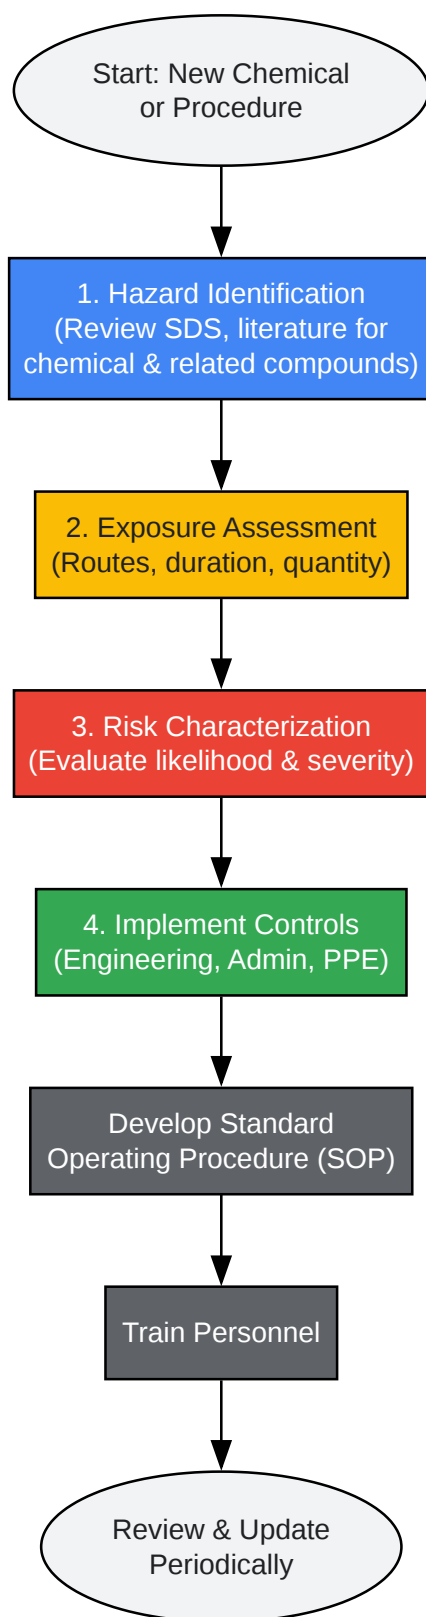 Start: New Chemical
or Procedure
1. Hazard Identification
(Review SDS, literature for
chemical & related compounds)
2. Exposure Assessment
(Routes, duration, quantity)
3. Risk Characterization
(Evaluate likelihood & severity)
4. Implement Controls
(Engineering, Admin, PPE)
Develop Standard
Operating Procedure (SOP)
Train Personnel
Review & Update
Periodically